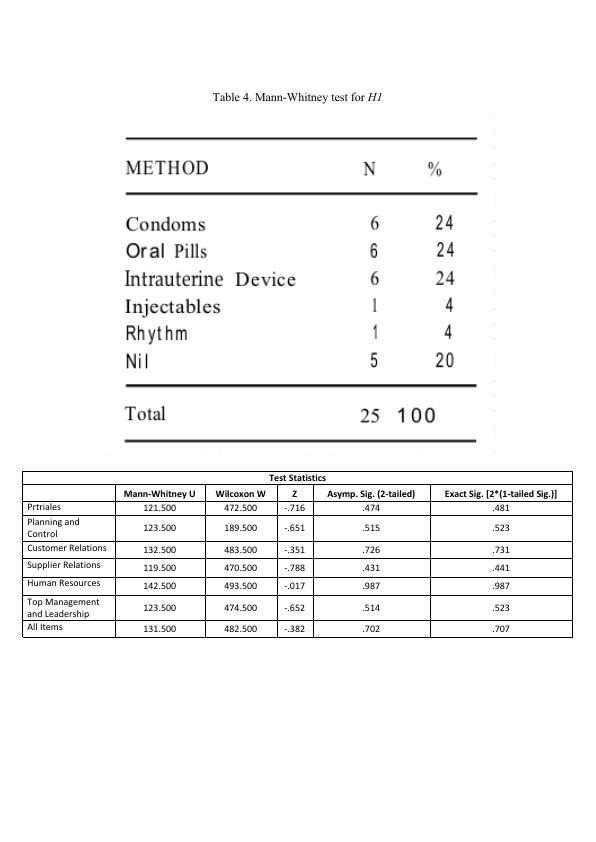 Table 4. Mann-Whitney test for H1
METHOD N %
Condoms 6 24
Oral Pills 6 24
Intrauterine Device 6 24
Injectables 1 4
Rhythm 1 4
Nil 5 20
Total 25 100
Test Statistics
Mann-Whitney U Wilcoxon W Z Asymp. Sig. (2-tailed) Exact Sig. [2*(1-tailed Sig.)]
Prtriales 121.500 472.500 -.716 .474 .481
Planning and
Control 123.500 189.500 -.651 .515 .523
Customer Relations 132.500 483.500 -.351 .726 .731
Supplier Relations 119.500 470.500 -.788 .431 .441
Human Resources 142.500 493.500 -.017 .987 .987
Top Management
and Leadership 123.500 474.500 -.652 .514 .523
All Items 131.500 482.500 -.382 .702 .707